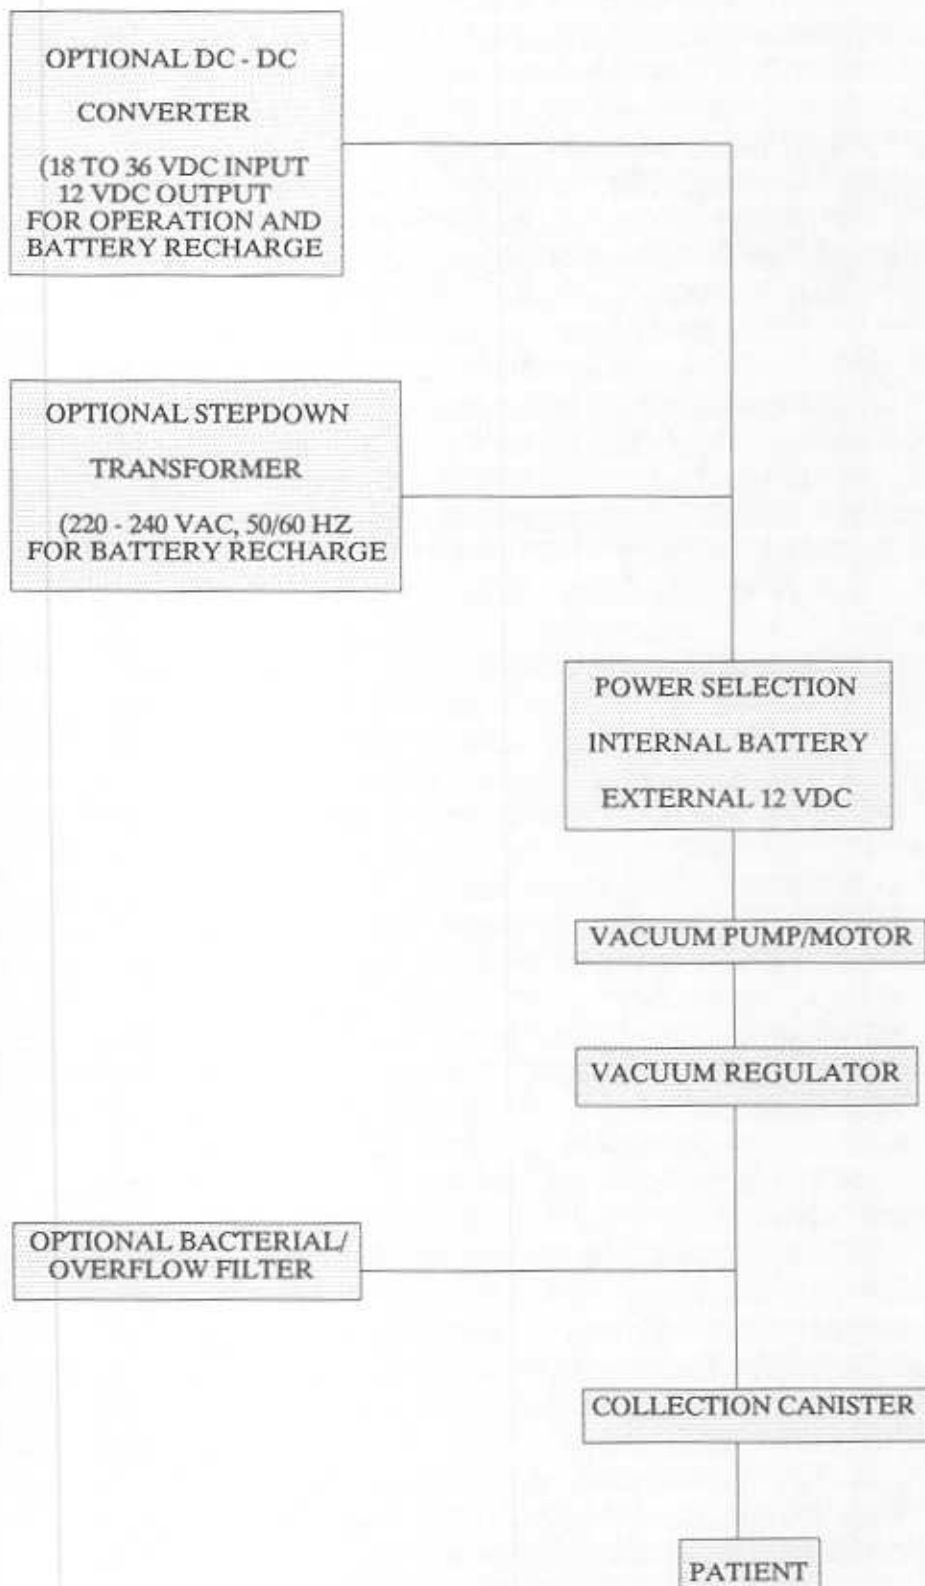 OPTIONAL DC - DC
CONVERTER
(18 TO 36 VDC INPUT
12 VDC OUTPUT
FOR OPERATION AND
BATTERY RECHARGE
OPTIONAL STEPDOWN
TRANSFORMER
(220 - 240 VAC, 50/60 HZ
FOR BATTERY RECHARGE
POWER SELECTION
INTERNAL BATTERY
EXTERNAL 12 VDC
VACUUM PUMP/MOTOR
VACUUM REGULATOR
OPTIONAL BACTERIAL/
OVERFLOW FILTER
COLLECTION CANISTER
PATIENT